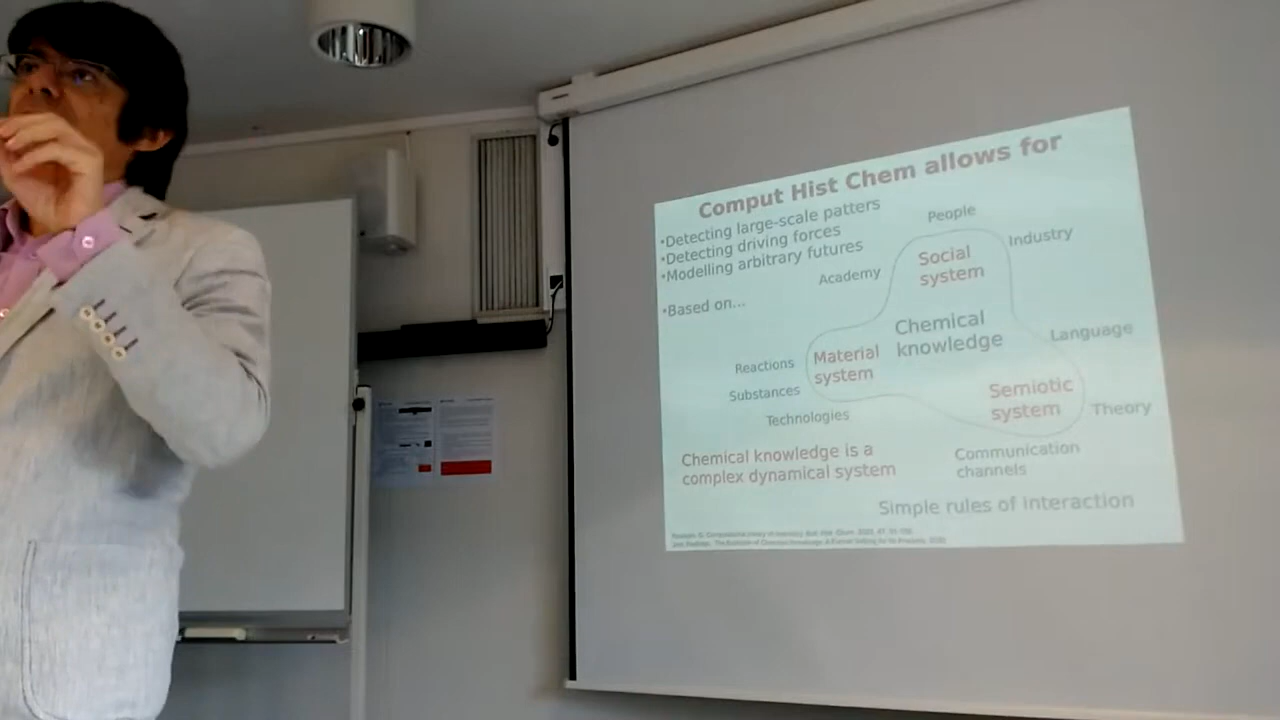 Comput Hist Chem allows for
•Detecting large-scale patters
•Detecting driving forces
•Modelling arbitrary futures
•Based on...
People
Industry
Social
system
Academy
Chemical
knowledge
Language
Reactions
Material
system
Substances
Semiotic
system
Theory
Technologies
Communication
channels
Chemical knowledge is a
complex dynamical system
Simple rules of interaction